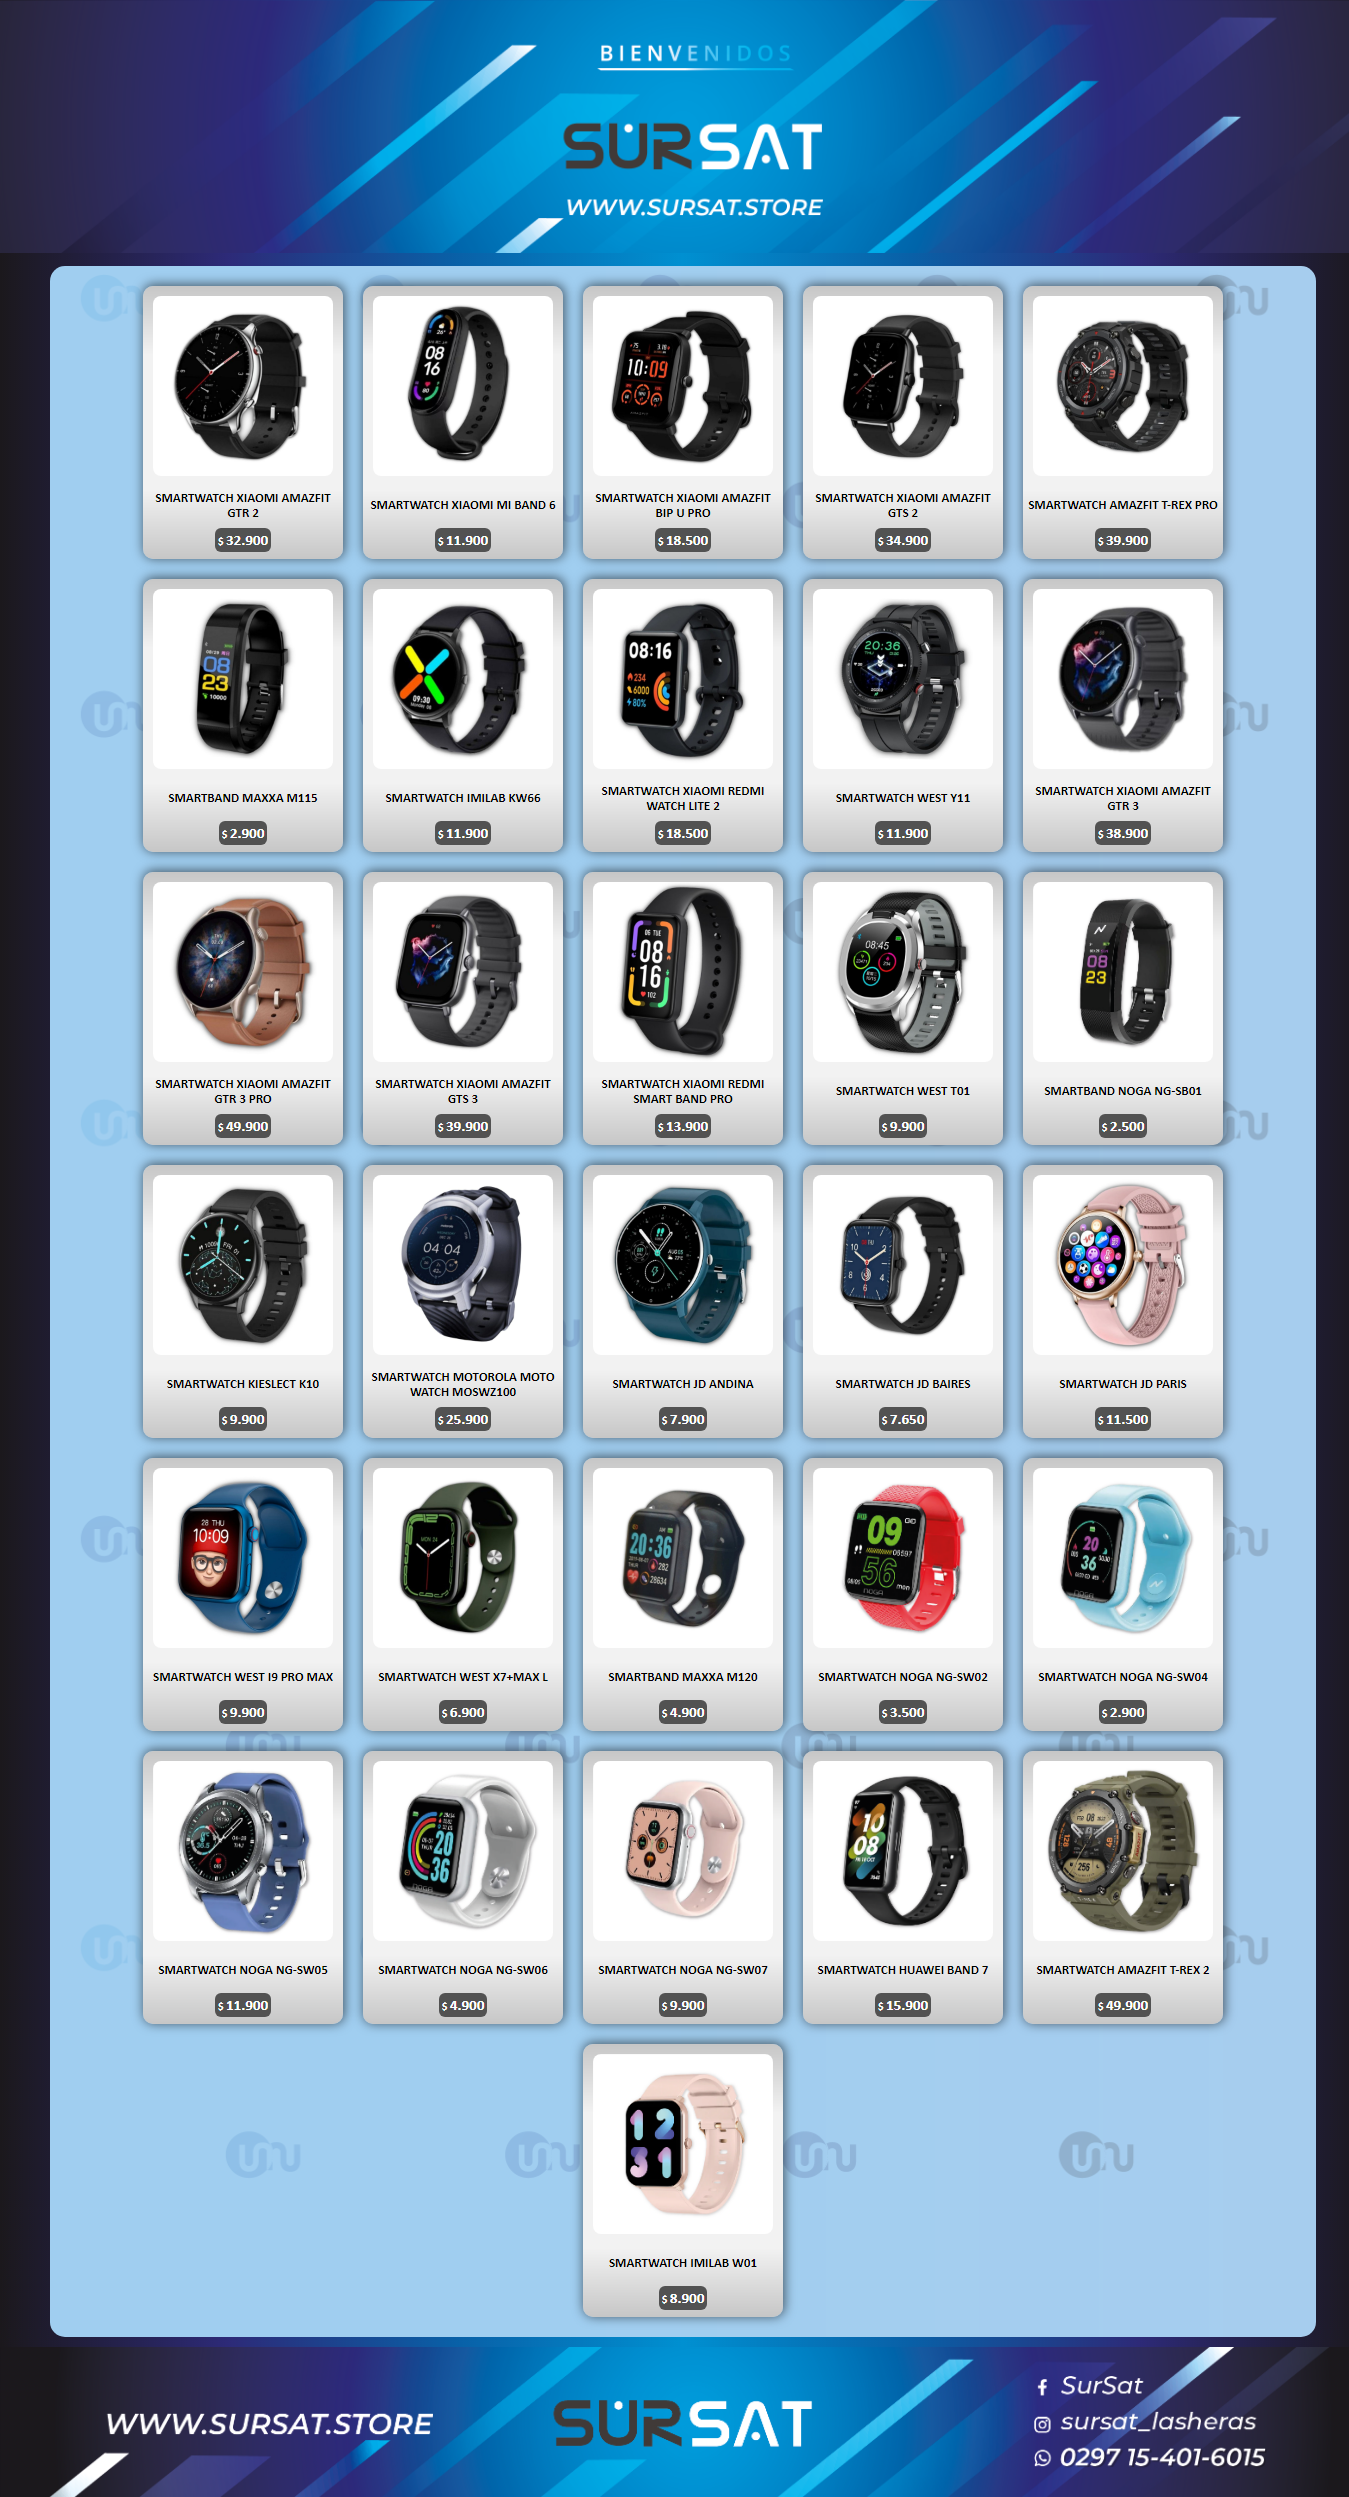 BIENVENIDOS
SURSAT
WWW.SURSAT.STORE
SMARTWATCH XIAOMI AMAZFIT
GTR 2
$ 32.900
SMARTWATCH XIAOMI MI BAND 6
$ 11.900
SMARTWATCH XIAOMI AMAZFIT
BIP U PRO
$ 18.500
SMARTWATCH XIAOMI AMAZFIT
GTS 2
$ 34.900
SMARTWATCH AMAZFIT T-REX PRO
$ 39.900
SMARTBAND MAXXA M115
$ 2.900
SMARTWATCH IMILAB KW66
$ 11.900
SMARTWATCH XIAOMI REDMI
WATCH LITE 2
$ 18.500
SMARTWATCH WEST Y11
$ 11.900
SMARTWATCH XIAOMI AMAZFIT
GTR 3
$ 38.900
SMARTWATCH XIAOMI AMAZFIT
GTR 3 PRO
$ 49.900
SMARTWATCH XIAOMI AMAZFIT
GTS 3
$ 39.900
SMARTWATCH XIAOMI REDMI
SMART BAND PRO
$ 13.900
SMARTWATCH WEST T01
$ 9.900
SMARTBAND NOGA NG-SB01
$ 2.500
SMARTWATCH KIESLECT K10
$ 9.900
SMARTWATCH MOTOROLA MOTO
WATCH MOSWZ100
$ 25.900
SMARTWATCH JD ANDINA
$ 7.900
SMARTWATCH JD BAIRES
$ 7.650
SMARTWATCH JD PARIS
$ 11.500
SMARTWATCH WEST I9 PRO MAX
$ 9.900
SMARTWATCH WEST X7+MAX L
$ 6.900
SMARTBAND MAXXA M120
$ 4.900
SMARTWATCH NOGA NG-SW02
$ 3.500
SMARTWATCH NOGA NG-SW04
$ 2.900
SMARTWATCH NOGA NG-SW05
$ 11.900
SMARTWATCH NOGA NG-SW06
$ 4.900
SMARTWATCH NOGA NG-SW07
$ 9.900
SMARTWATCH HUAWEI BAND 7
$ 15.900
SMARTWATCH AMAZFIT T-REX 2
$ 49.900
SMARTWATCH IMILAB W01
$ 8.900
WWW.SURSAT.STORE
SURSAT
SurSat
sursat_lasheras
0297 15-401-6015